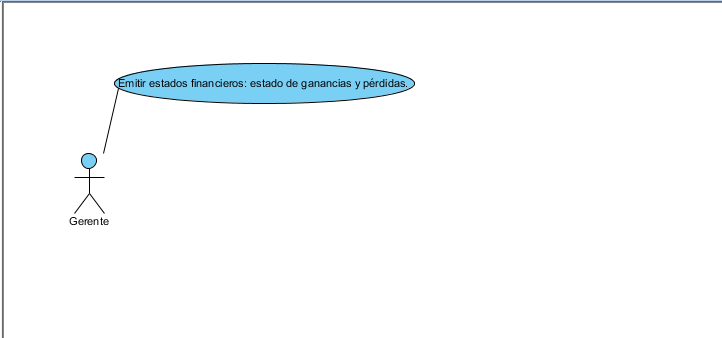 Emitir estados financieros: estado de ganancias y pérdidas.
Gerente